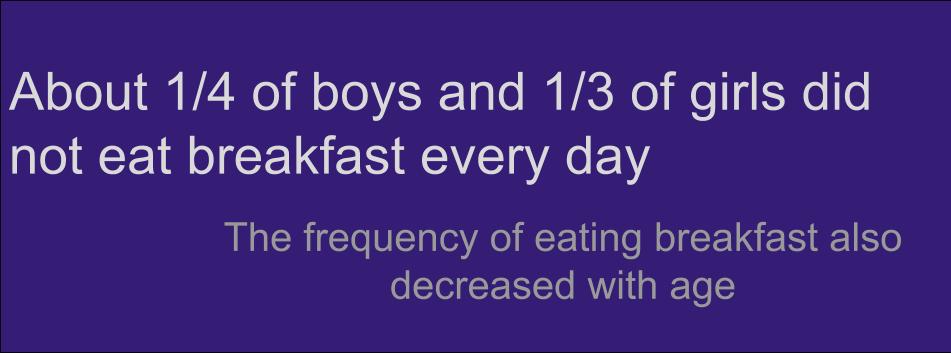 About 1/4 of boys and 1/3 of girls did
not eat breakfast every day
The frequency of eating breakfast also
decreased with age